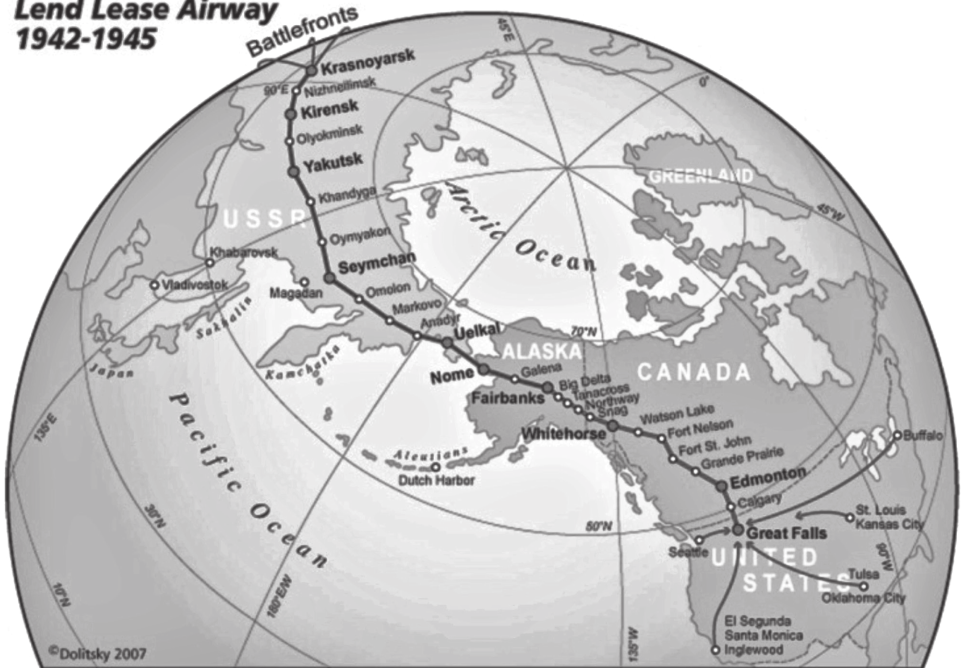 Lend Lease Airway
1942-1945
Battlefronts
Krasnoyarsk
90°E
Nizhneilimsk
Kirensk
Olyokminsk
Yakutsk
Khandyga
USSR
Oymyakon
Khabarovsk
Seymchan
Vladivostok
Magadan
Omolon
Sakhalin
Markovo
Anadyr
Uelkal
Japan
Kamchatka
45°E
0°
Arctic Ocean
GREENLAND
45°W
70°N
ALASKA
CANADA
Nome
Galena
Fairbanks
Big Delta
Tanacross
Northway
Snag
Whitehorse
Watson Lake
Fort Nelson
Fort St. John
Grande Prairie
Edmonton
Calgary
Buffalo
Pacific Ocean
Aleutians
Dutch Harbor
135°E
30°N
50°N
10°N
180°E/W
135°W
90°W
Great Falls
Seattle
St. Louis
Kansas City
UNITED
STATES
Tulsa
Oklahoma City
El Segunda
Santa Monica
Inglewood
©Dolitsky 2007